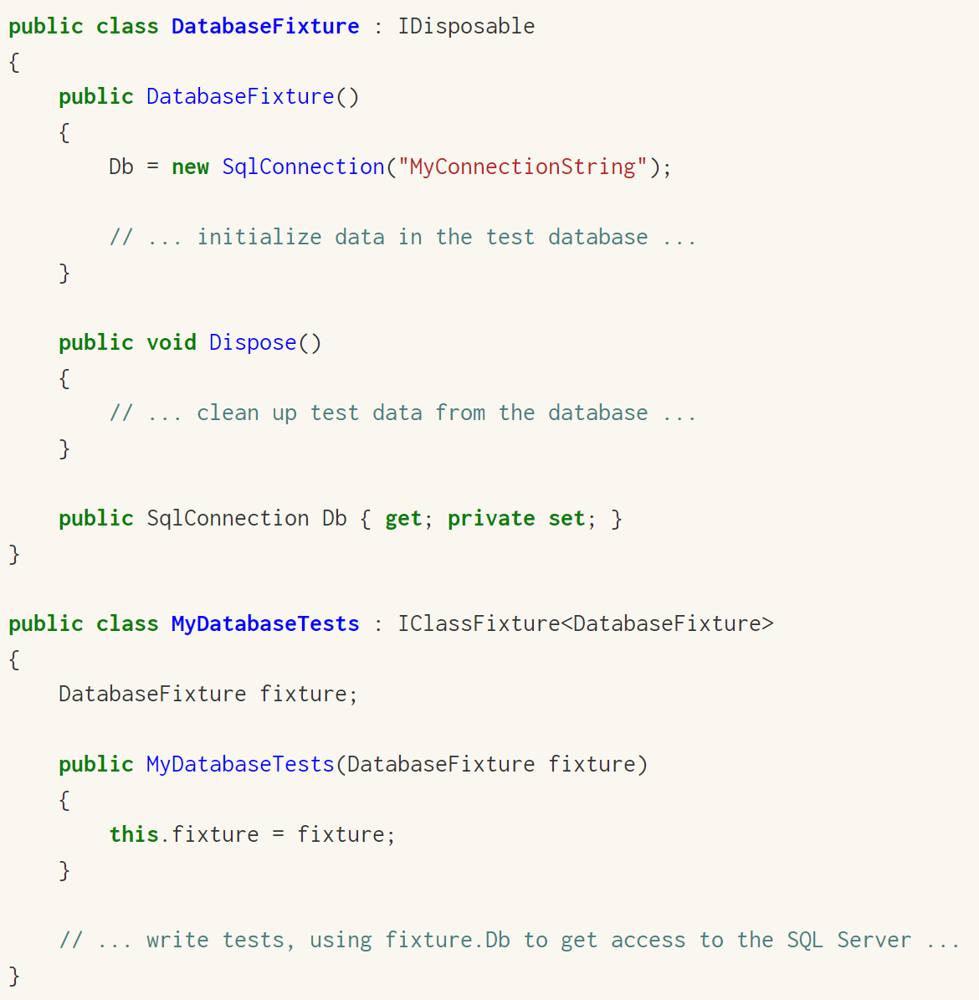 public class DatabaseFixture : IDisposable
{
    public DatabaseFixture()
    {
        Db = new SqlConnection("MyConnectionString");

        // ... initialize data in the test database ...
    }

    public void Dispose()
    {
        // ... clean up test data from the database ...
    }

    public SqlConnection Db { get; private set; }
}

public class MyDatabaseTests : IClassFixture<DatabaseFixture>
{
    DatabaseFixture fixture;

    public MyDatabaseTests(DatabaseFixture fixture)
    {
        this.fixture = fixture;
    }

    // ... write tests, using fixture.Db to get access to the SQL Server ...
}